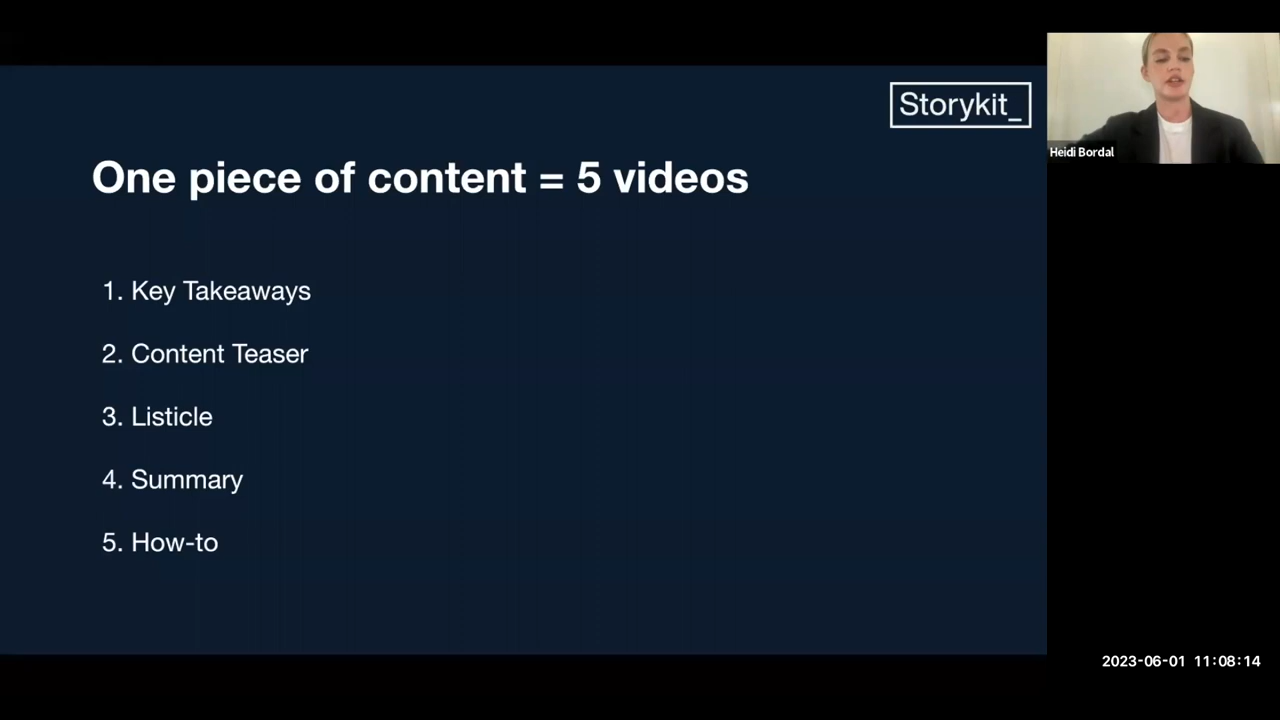 Storykit_
One piece of content = 5 videos
1. Key Takeaways
2. Content Teaser
3. Listicle
4. Summary
5. How-to
Heidi Bordal
2023-06-01 11:08:14